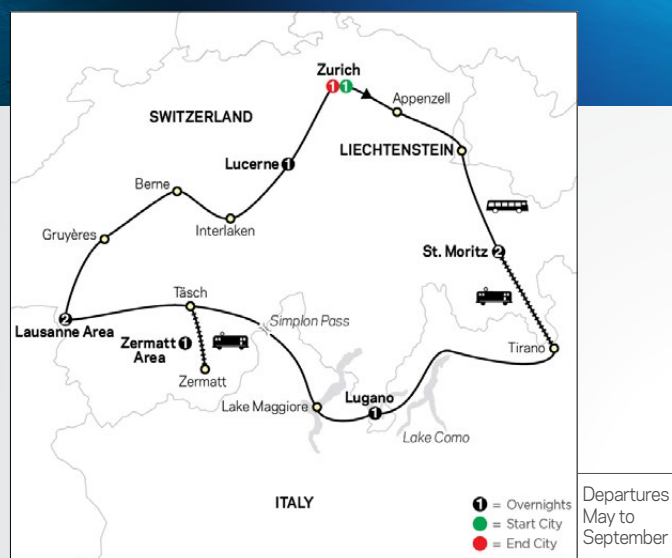 Zurich
1 1
Appenzell
SWITZERLAND
LIECHTENSTEIN
Lucerne 1
Berne
Interlaken
Gruyères
St. Moritz 2
Täsch
2
Lausanne Area
Simplon Pass
Zermatt 1
Area
Zermatt
Tirano
Lake Maggiore
Lugano
1
Lake Como
ITALY
1 = Overnights
= Start City
= End City
Departures
May to
September